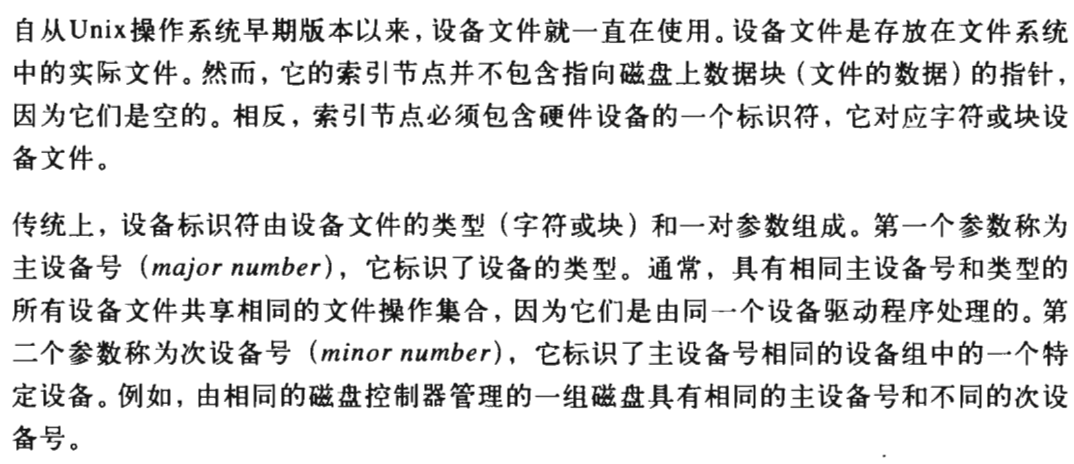 自从Unix操作系统早期版本以来，设备文件就一直在使用。设备文件是存放在文件系统
中的实际文件。然而，它的索引节点并不包含指向磁盘上数据块（文件的数据）的指针，
因为它们是空的。相反，索引节点必须包含硬件设备的一个标识符，它对应字符或块设
备文件。
传统上，设备标识符由设备文件的类型（字符或块）和一对参数组成。第一个参数称为
主设备号（major number），它标识了设备的类型。通常，具有相同主设备号和类型的
所有设备文件共享相同的文件操作集合，因为它们是由同一个设备驱动程序处理的。第
二个参数称为次设备号（minor number），它标识了主设备号相同的设备组中的一个特
定设备。例如，由相同的磁盘控制器管理的一组磁盘具有相同的主设备号和不同的次设
备号。